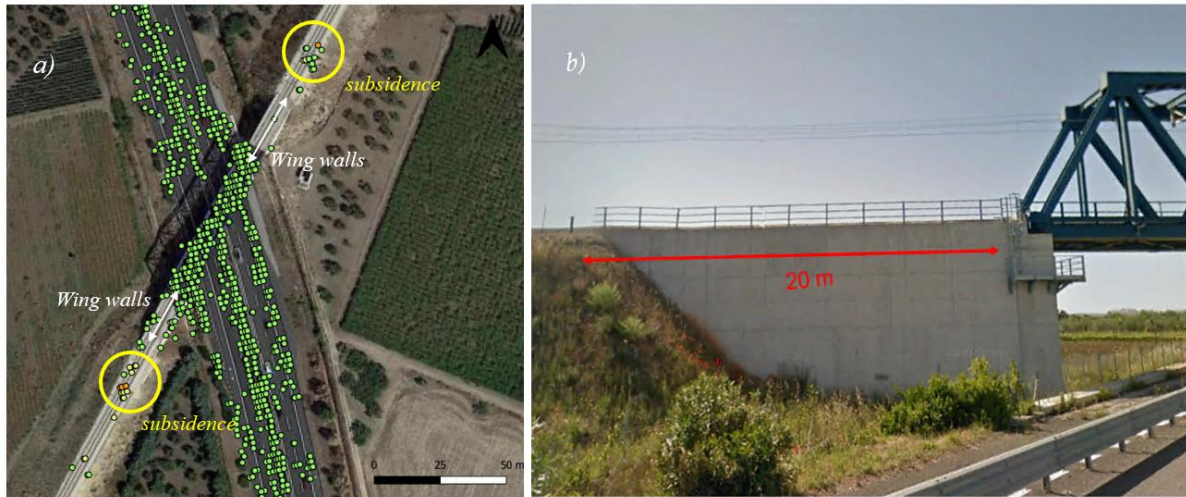 a)
subsidence
Wing walls
Wing walls
subsidence
0 25 50 m
b)
20 m